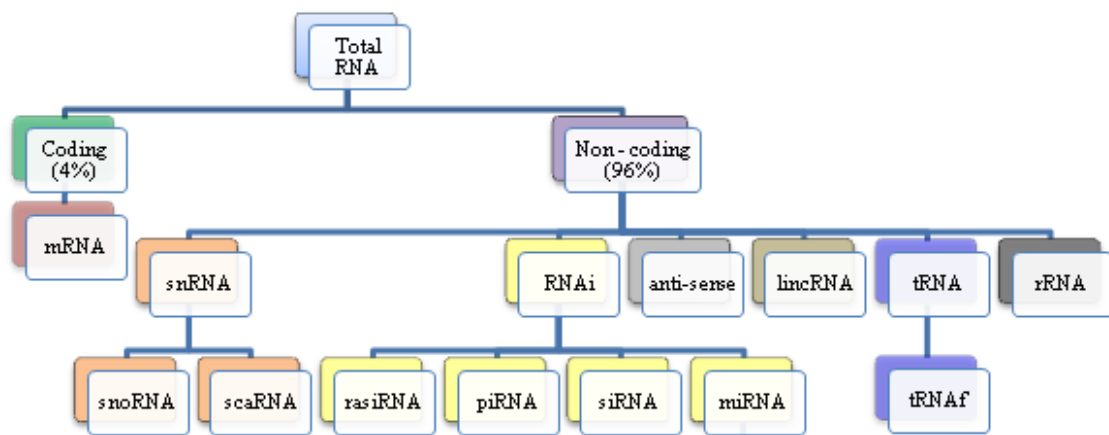 Total
RNA
Coding
(4%)
Non-coding
(96%)
mRNA
snRNA
RNAi
anti-sense
lincRNA
tRNA
rRNA
snoRNA
scaRNA
rasiRNA
piRNA
siRNA
miRNA
tRNAf